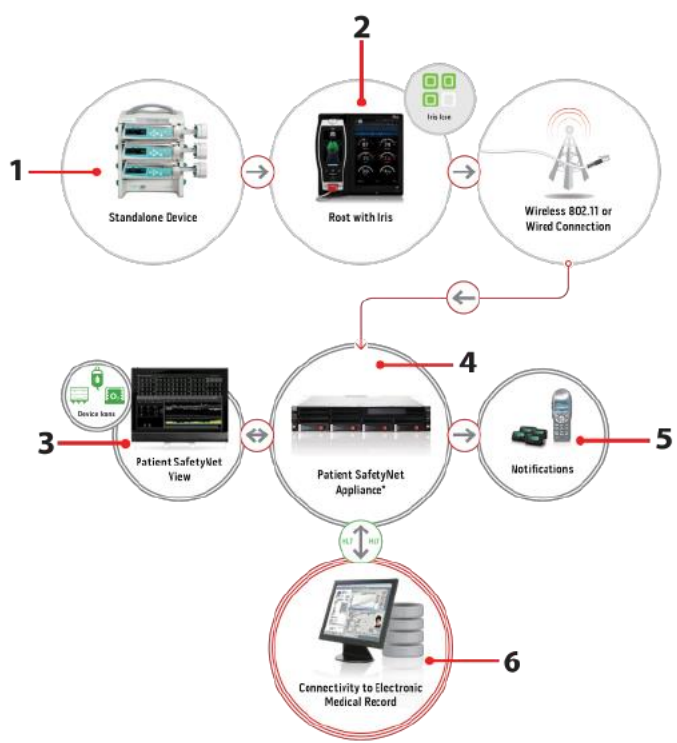 2
Iris Icon
1
Standalone Device
Root with Iris
Wireless 802.11 or
Wired Connection
4
Device Icons
O₂
3
5
Patient SafetyNet
View
Patient SafetyNet
Appliance*
Notifications
HL7
HL7
6
Connectivity to Electronic
Medical Record